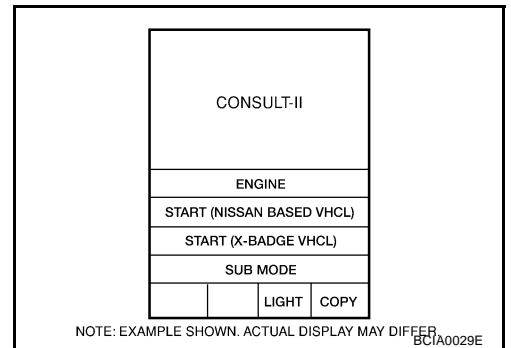 CONSULT-II
ENGINE
START (NISSAN BASED VHCL)
START (X-BADGE VHCL)
SUB MODE
LIGHT COPY
NOTE: EXAMPLE SHOWN. ACTUAL DISPLAY MAY DIFFER.
BCIA0029E